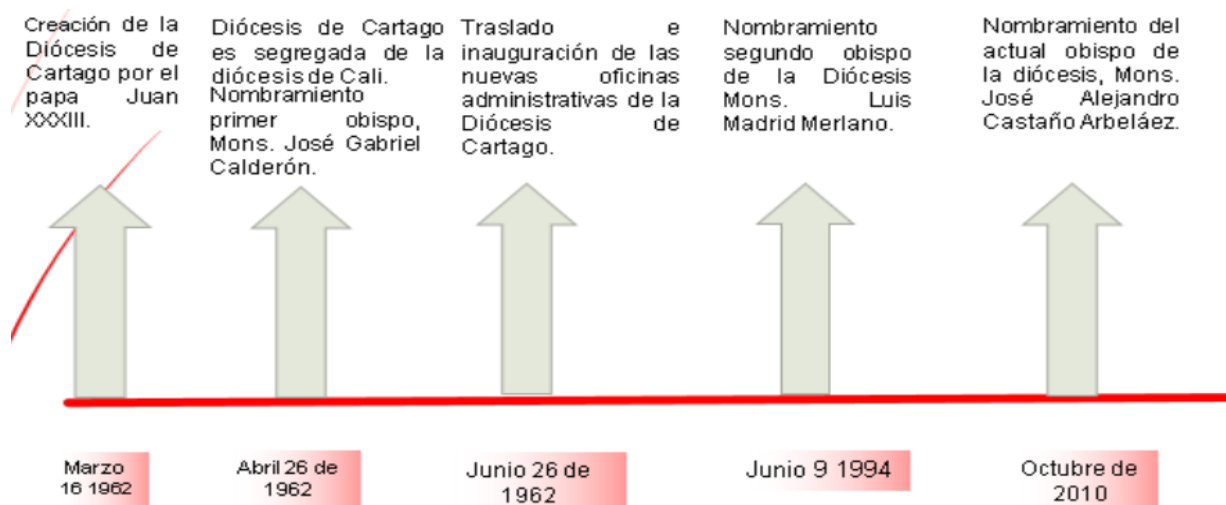 Creación de la
Diócesis de
Cartago por el
papa Juan
XXXIII.
Diócesis de Cartago
es segregada de la
diócesis de Cali.
Nombramiento
primer obispo,
Mons. José Gabriel
Calderón.
Traslado e
inauguración de las
nuevas oficinas
administrativas de la
Diócesis de
Cartago.
Nombramiento
segundo obispo
de la Diócesis
Mons. Luis
Madrid Merlano.
Nombramiento del
actual obispo de
la diócesis, Mons.
José Alejandro
Castaño Arbeláez.
Marzo
16 1962
Abril 26 de
1962
Junio 26 de
1962
Junio 9 1994
Octubre de
2010